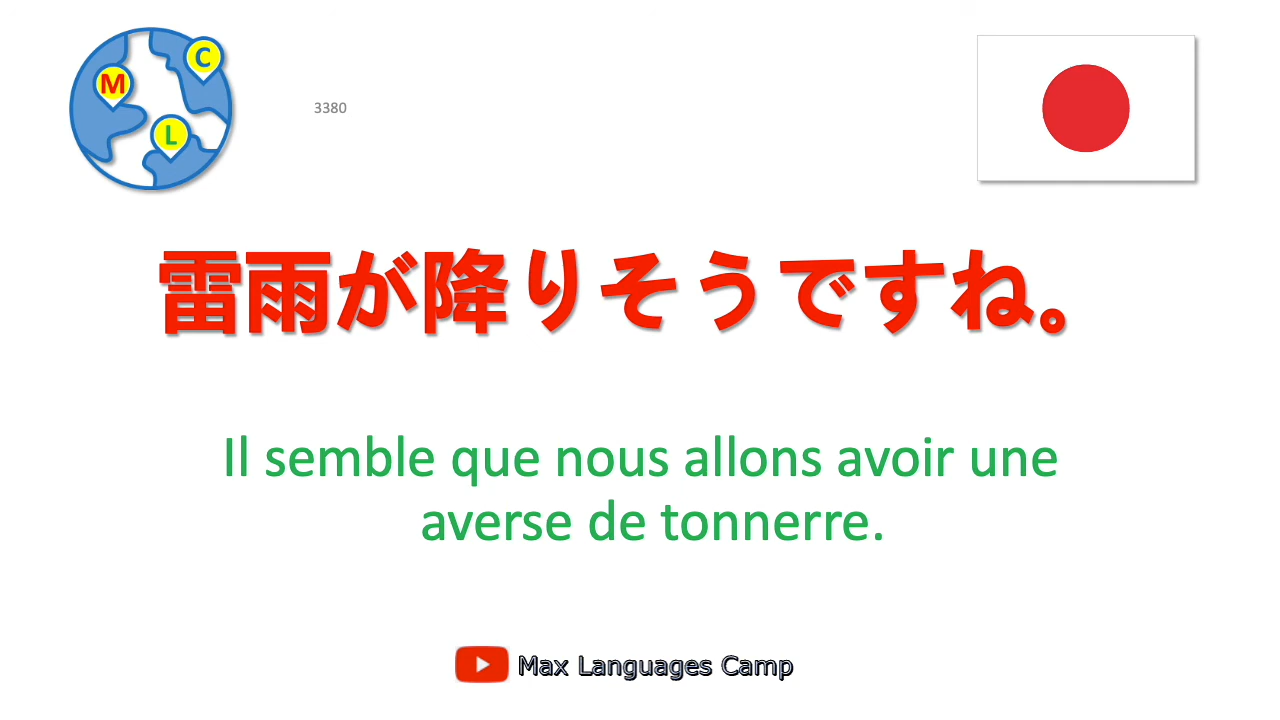 M
C
L
3380
雷雨が降りそうですね。
Il semble que nous allons avoir une
averse de tonnerre.
Max Languages Camp